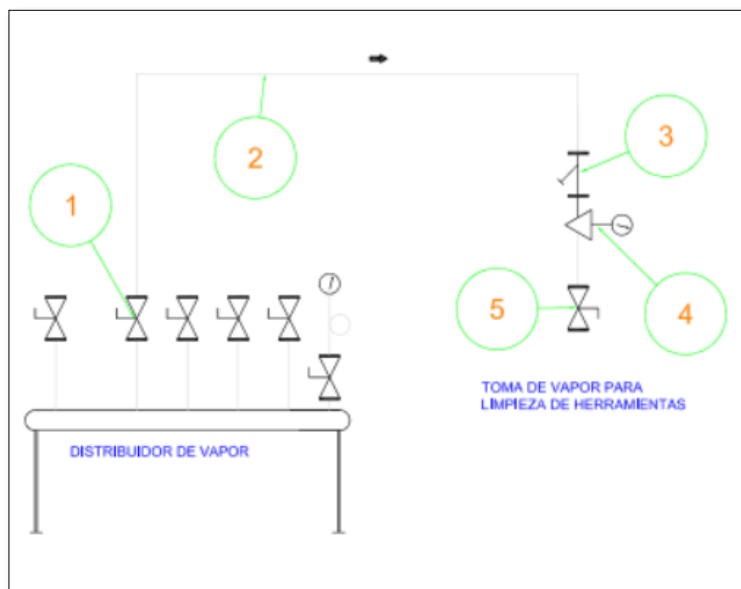 2
3
1
5
4
TOMA DE VAPOR PARA
LIMPIEZA DE HERRAMIENTAS
DISTRIBUIDOR DE VAPOR